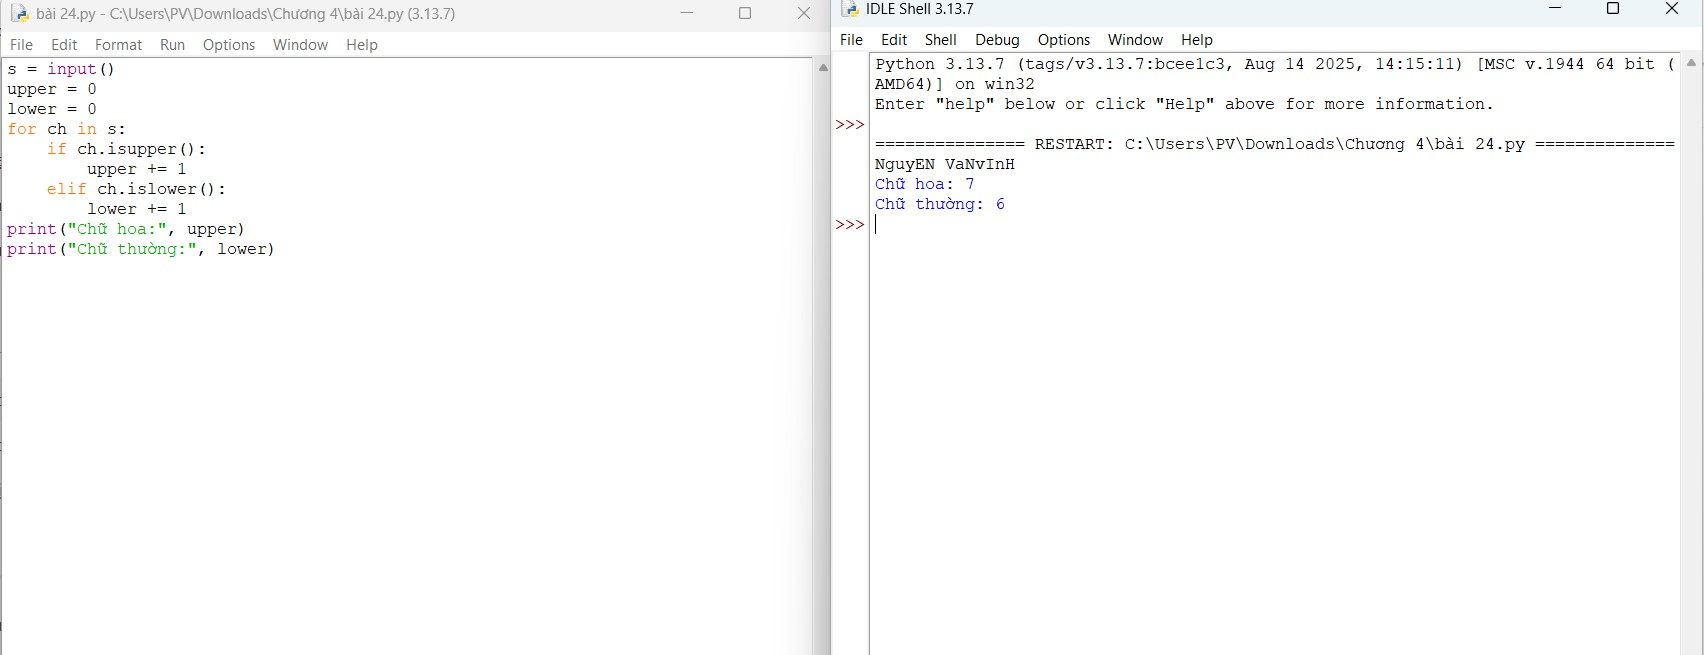 bài 24.py - C:\Users\PV\Downloads\Chương 4\bài 24.py (3.13.7)
File Edit Format Run Options Window Help
s = input()
upper = 0
lower = 0
for ch in s:
    if ch.isupper():
        upper += 1
    elif ch.islower():
        lower += 1
print("Chữ hoa:", upper)
print("Chữ thường:", lower)
IDLE Shell 3.13.7
File Edit Shell Debug Options Window Help
Python 3.13.7 (tags/v3.13.7:bcee1c3, Aug 14 2025, 14:15:11) [MSC v.1944 64 bit (
AMD64)] on win32
Enter "help" below or click "Help" above for more information.
>>>
=============== RESTART: C:\Users\PV\Downloads\Chương 4\bài 24.py ==============
NguyEN VaNvInH
Chữ hoa: 7
Chữ thường: 6
>>>